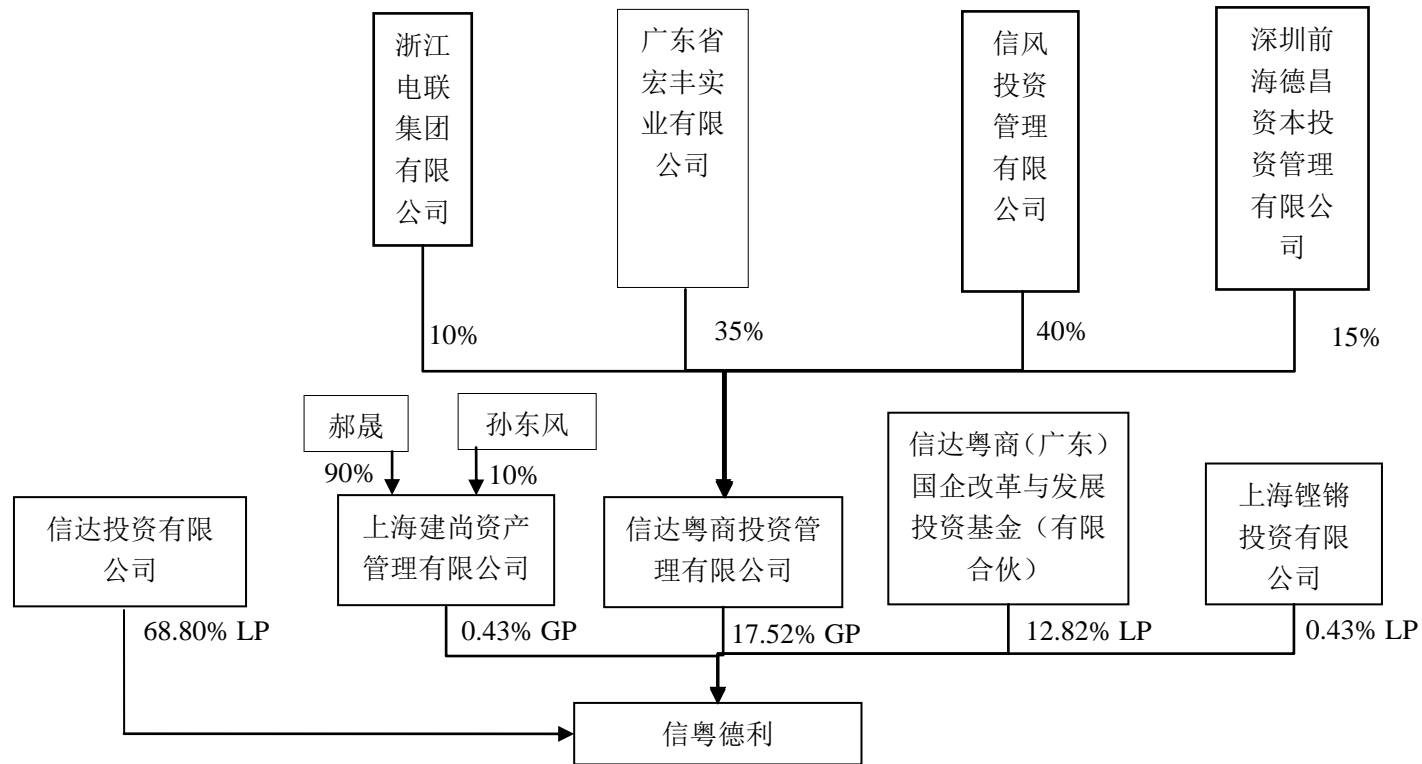 浙江
电联
集团
有限
公司
广东省
宏丰实
业有限
公司
信风
投资
管理
有限
公司
深圳前
海德昌
资本投
资管理
有限公
司
10%
35%
40%
15%
郝晟
孙东风
90%
10%
信达投资有限
公司
上海建尚资产
管理有限公司
信达粤商投资管
理有限公司
信达粤商（广东）
国企改革与发展
投资基金（有限
合伙）
上海铿锵
投资有限
公司
68.80% LP
0.43% GP
17.52% GP
12.82% LP
0.43% LP
信粤德利